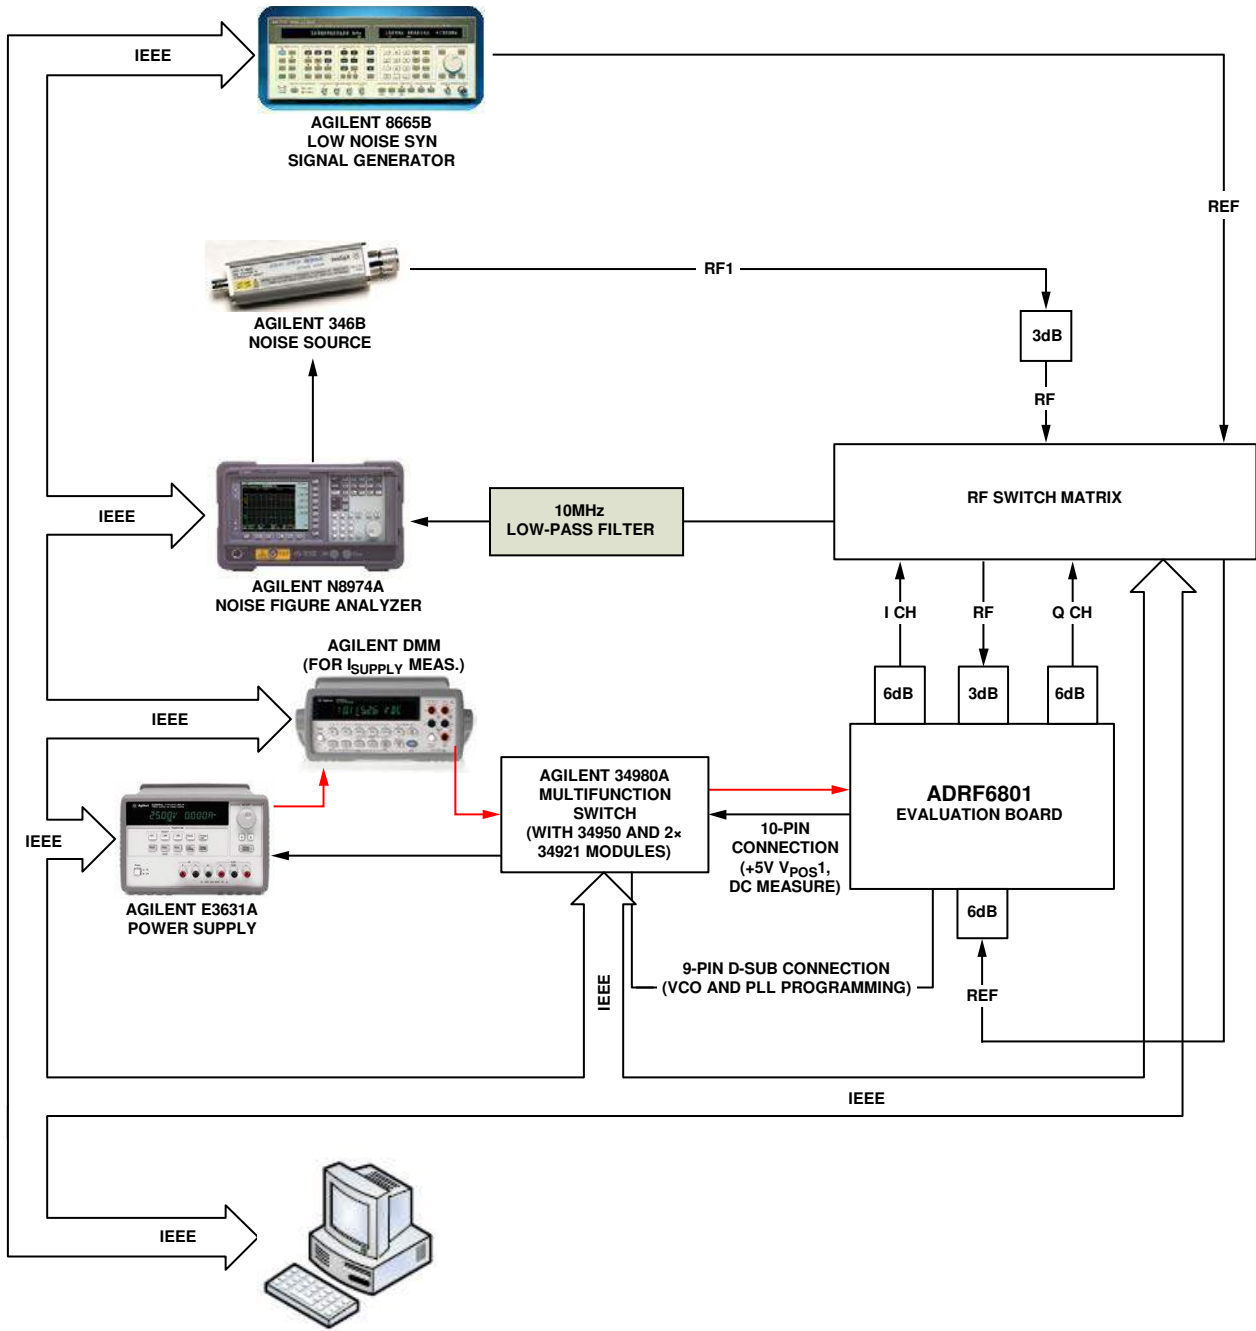 IEEE
AGILENT 8665B
LOW NOISE SYN
SIGNAL GENERATOR
REF
RF1
AGILENT 346B
NOISE SOURCE
3dB
RF
RF SWITCH MATRIX
10MHz
LOW-PASS FILTER
IEEE
AGILENT N8974A
NOISE FIGURE ANALYZER
I CH
RF
Q CH
AGILENT DMM
(FOR ISUPPLY MEAS.)
6dB
3dB
6dB
IEEE
AGILENT 34980A
MULTIFUNCTION
SWITCH
(WITH 34950 AND 2×
34921 MODULES)
ADRF6801
EVALUATION BOARD
IEEE
10-PIN
CONNECTION
(+5V VPOS1,
DC MEASURE)
AGILENT E3631A
POWER SUPPLY
6dB
9-PIN D-SUB CONNECTION
(VCO AND PLL PROGRAMMING)
IEEE
REF
IEEE
IEEE